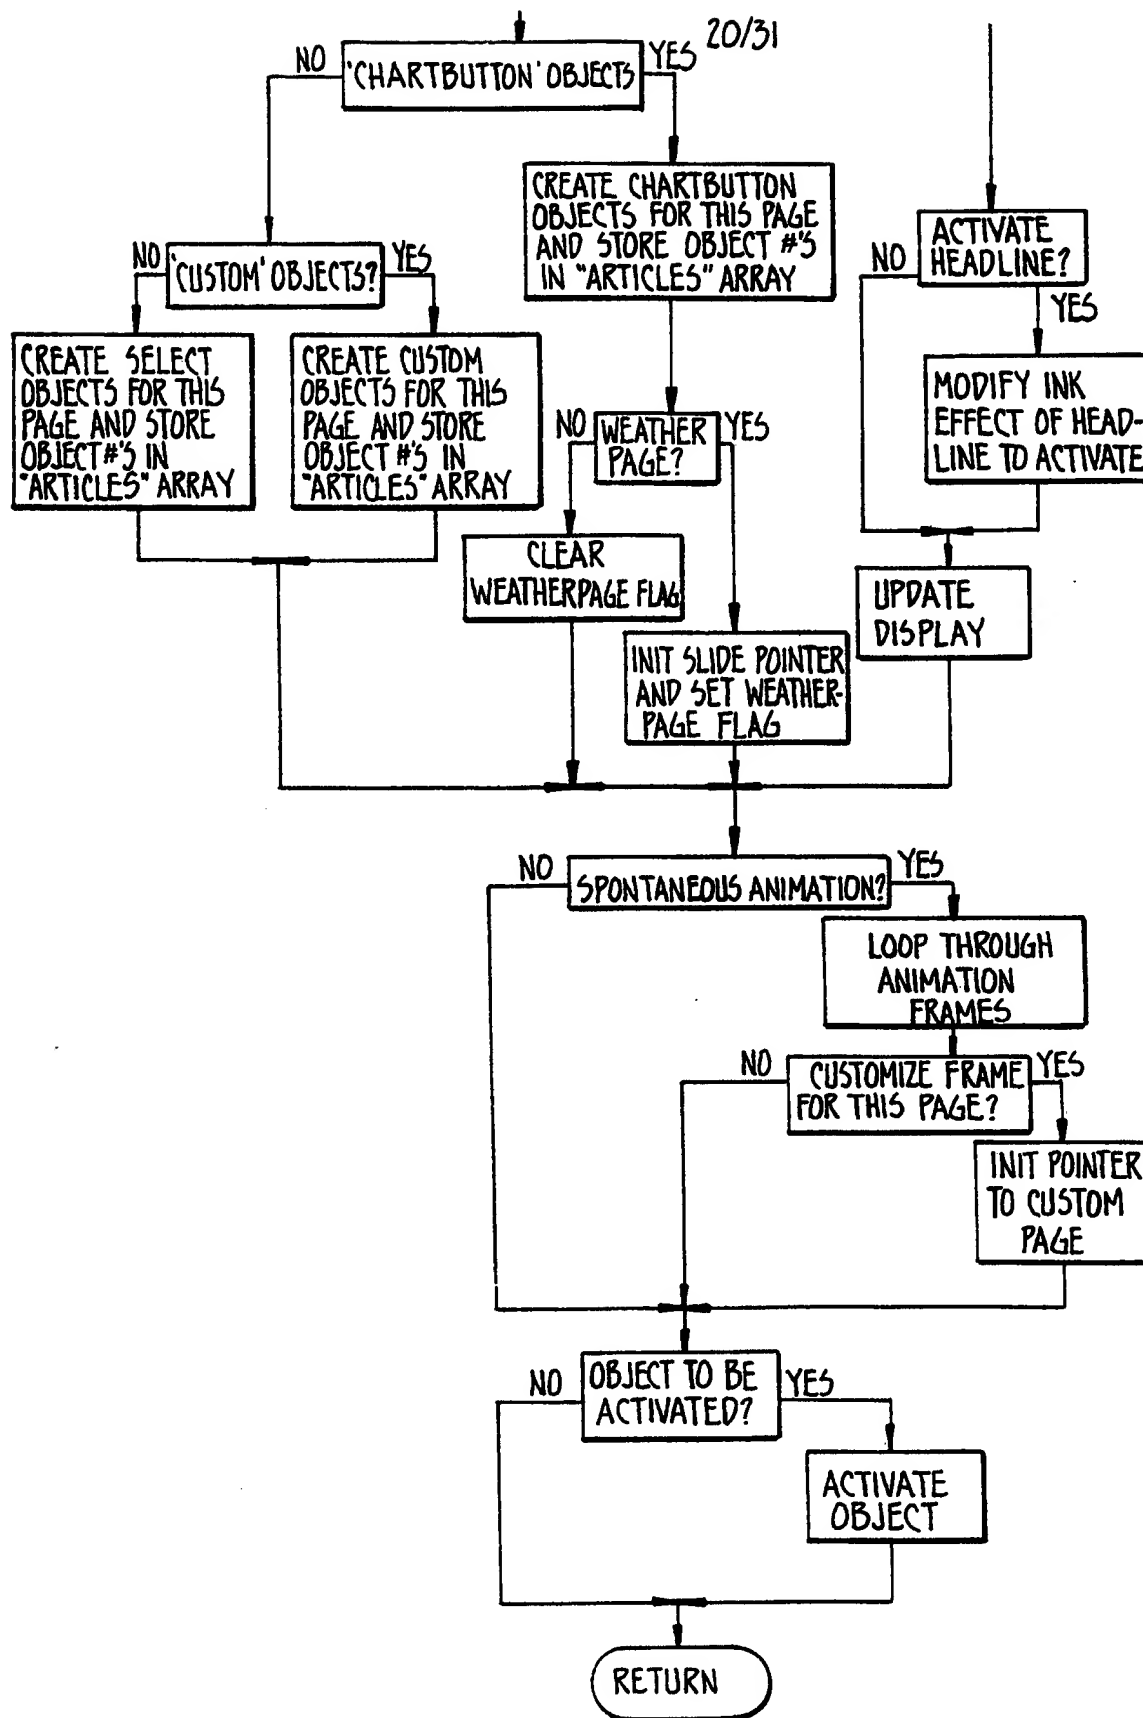 20/31
NO
'CHARTBUTTON' OBJECTS
YES
CREATE CHARTBUTTON
OBJECTS FOR THIS PAGE
AND STORE OBJECT #'S
IN "ARTICLES" ARRAY
NO
'CUSTOM' OBJECTS?
YES
CREATE SELECT
OBJECTS FOR THIS
PAGE AND STORE
OBJECT #'S IN
"ARTICLES" ARRAY
CREATE CUSTOM
OBJECTS FOR THIS
PAGE AND STORE
OBJECT #'S IN
"ARTICLES" ARRAY
NO
WEATHER
PAGE?
YES
CLEAR
WEATHERPAGE FLAG
INIT SLIDE POINTER
AND SET WEATHER-
PAGE FLAG
ACTIVATE
HEADLINE?
NO
YES
MODIFY INK
EFFECT OF HEAD-
LINE TO ACTIVATE
UPDATE
DISPLAY
NO
SPONTANEOUS ANIMATION?
YES
LOOP THROUGH
ANIMATION
FRAMES
NO
CUSTOMIZE FRAME
FOR THIS PAGE?
YES
INIT POINTER
TO CUSTOM
PAGE
NO
OBJECT TO BE
ACTIVATED?
YES
ACTIVATE
OBJECT
RETURN